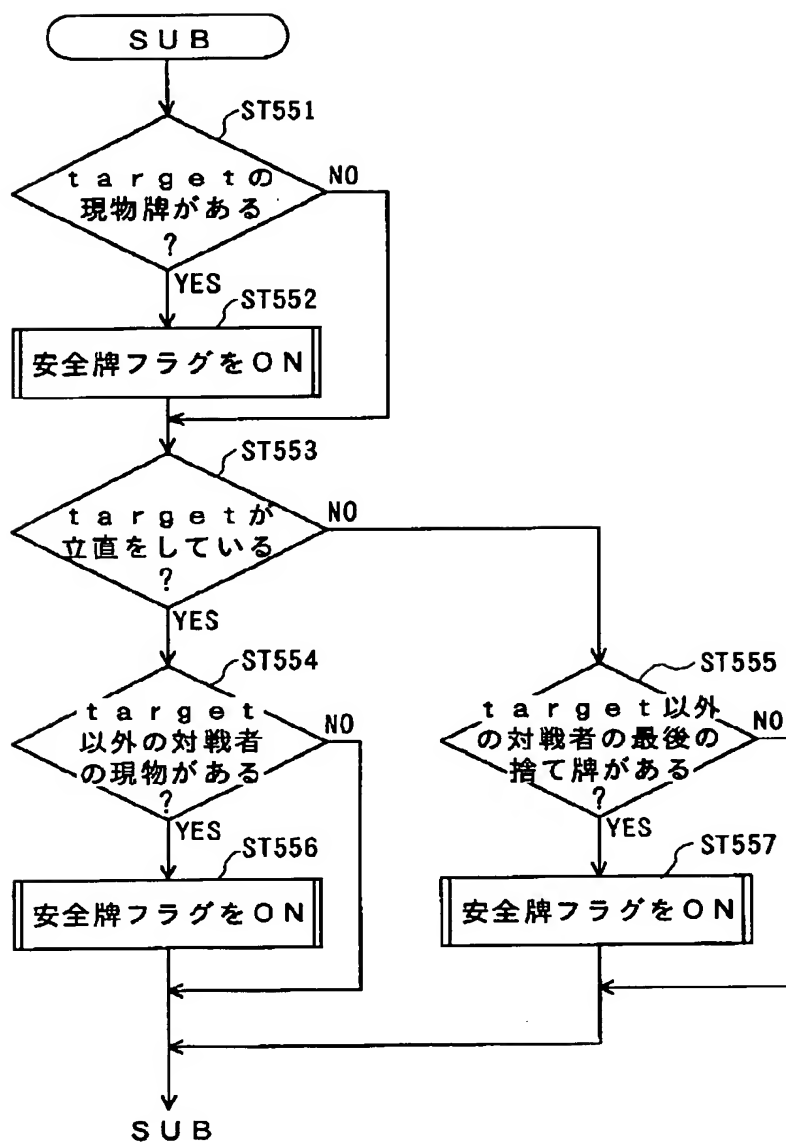 SUB
ST551
targetの
現物牌がある
?
NO
YES
ST552
安全牌フラグをON
ST553
targetが
立直をしている
?
NO
YES
ST554
target
以外の対戦者
の現物がある
?
NO
YES
ST555
target以外
の対戦者の最後の
捨て牌がある
?
NO
YES
ST556
安全牌フラグをON
ST557
安全牌フラグをON
SUB